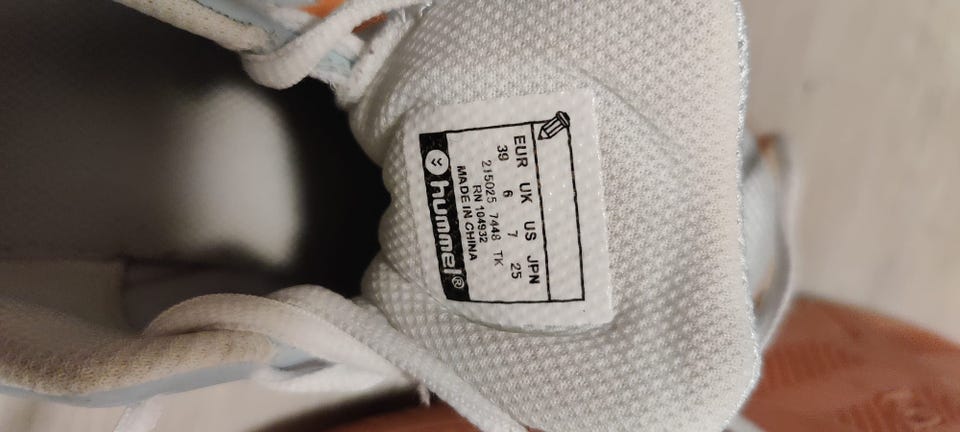 EUR UK US JPN
39 6 7 25
215025 7448 TK
RN 104932
MADE IN CHINA
hummel®